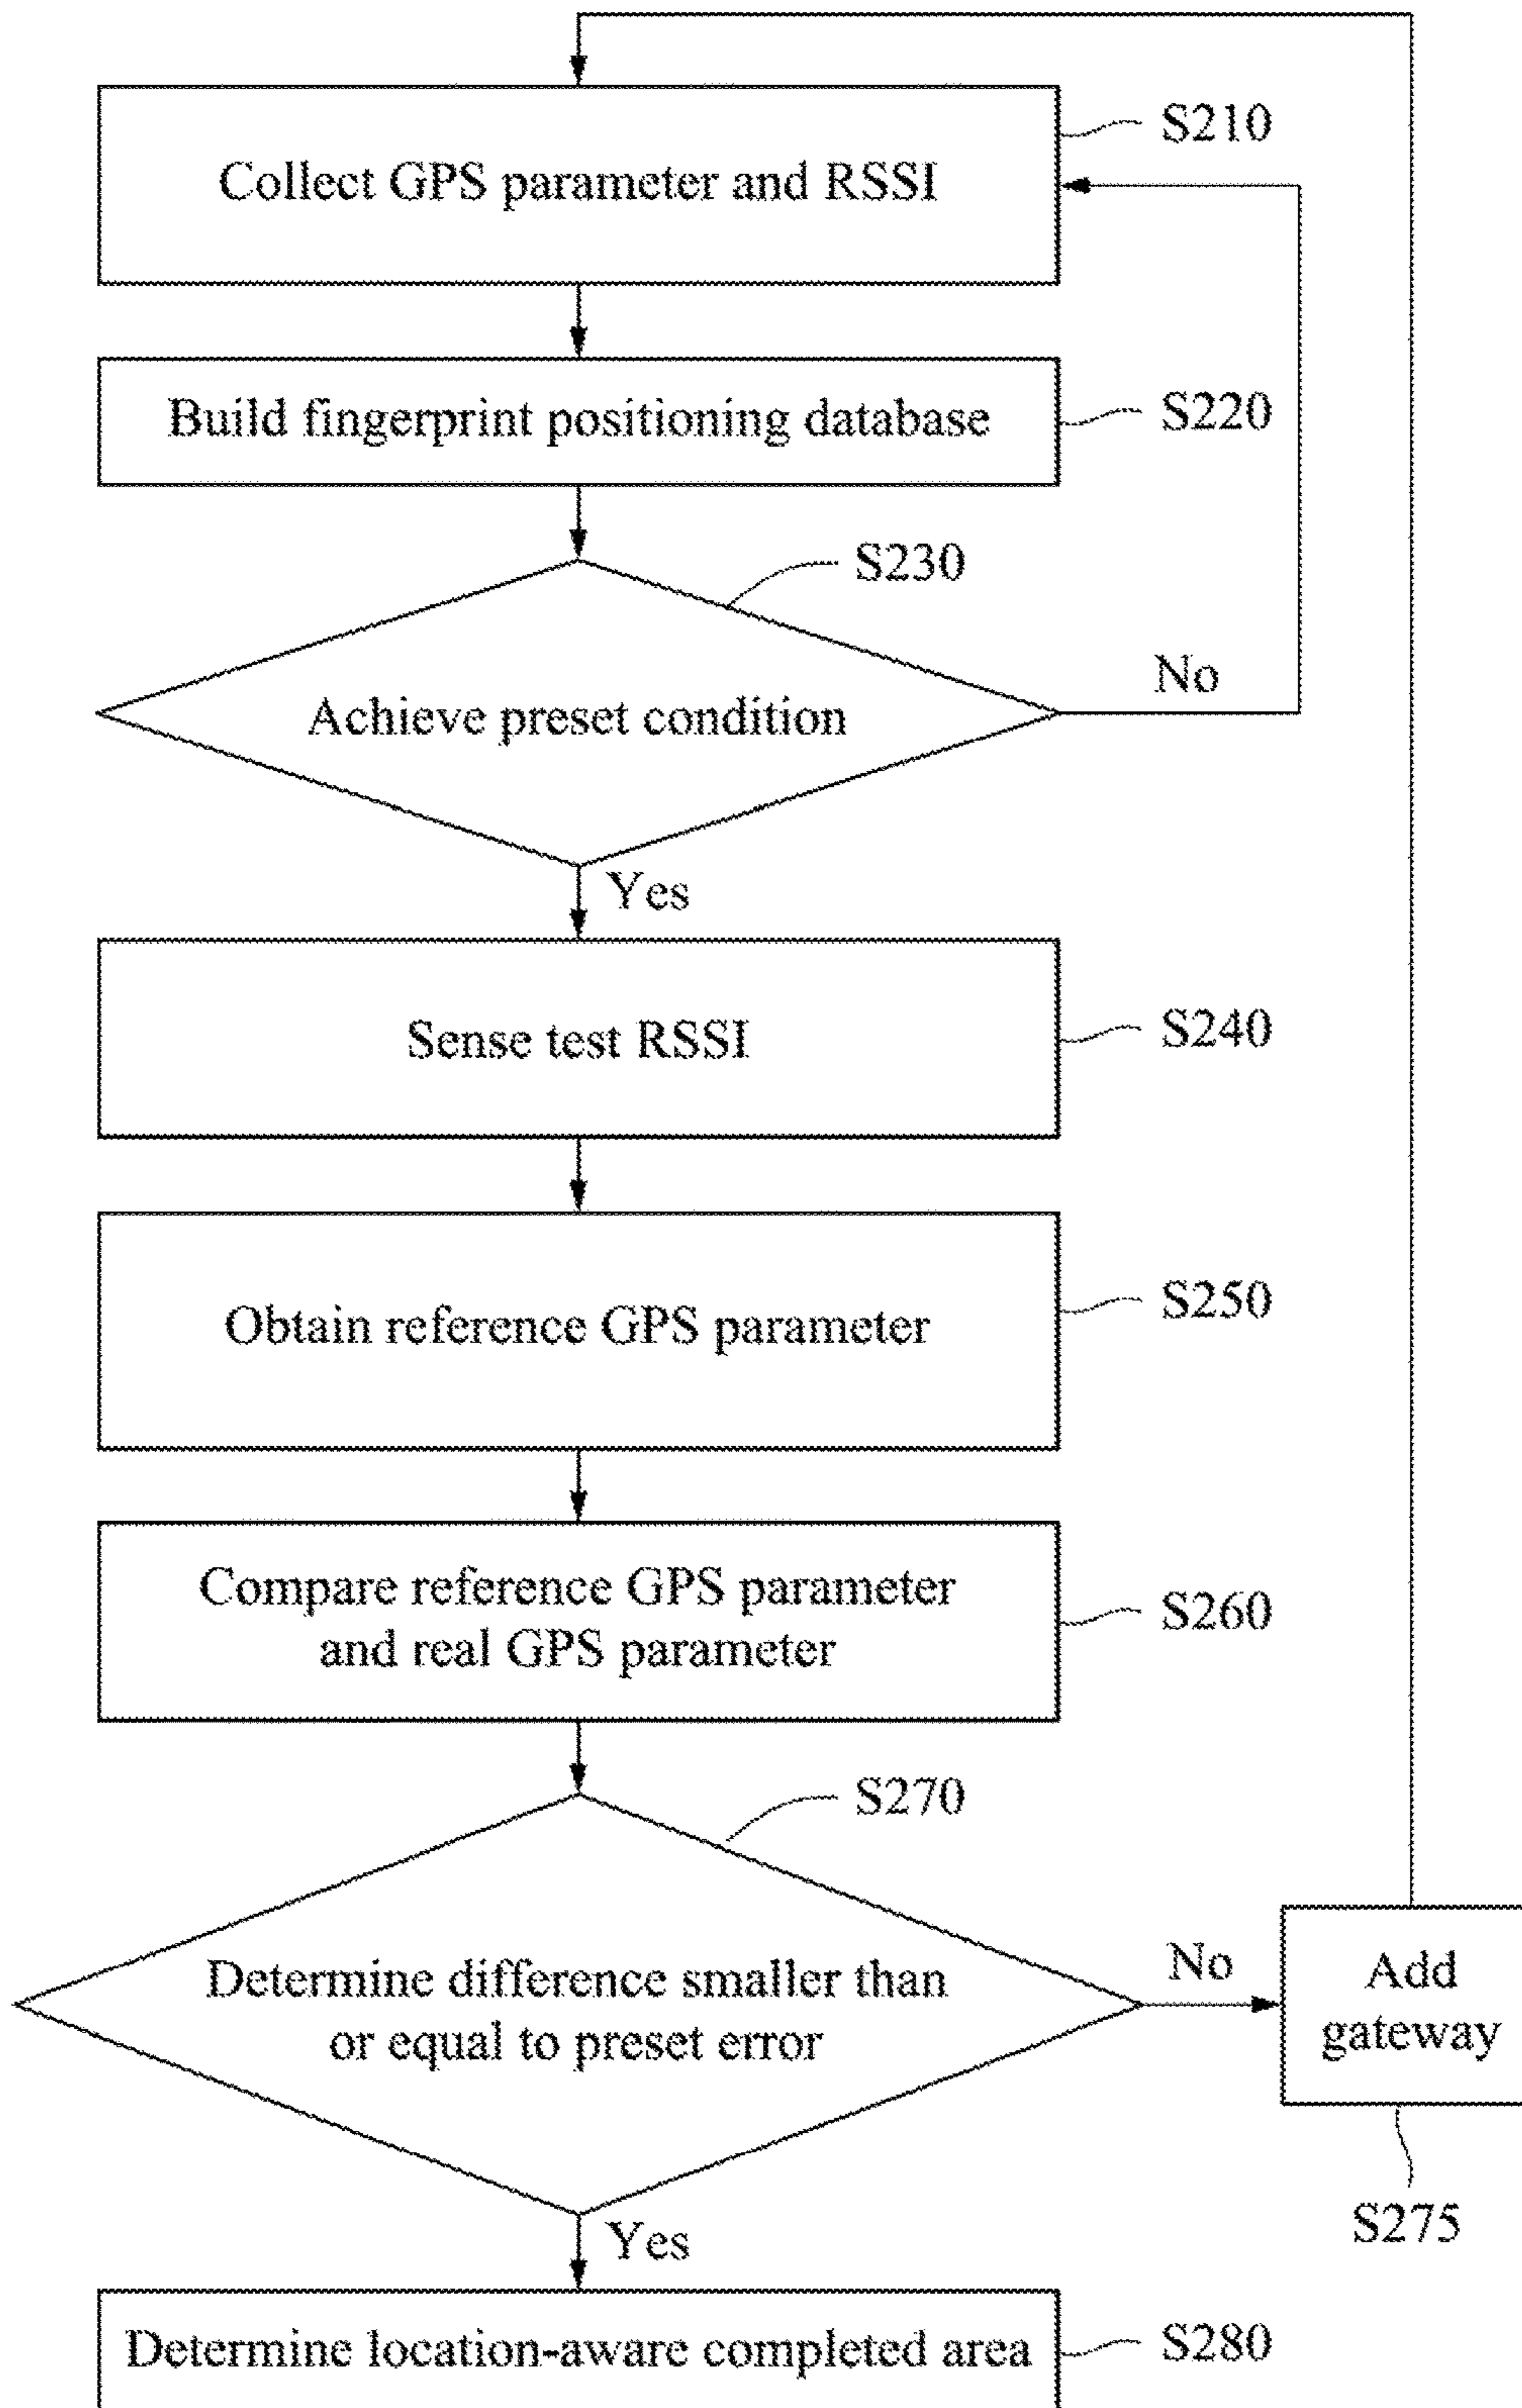 Collect GPS parameter and RSSI
S210
Build fingerprint positioning database
S220
S230
Achieve preset condition
No
Yes
Sense test RSSI
S240
Obtain reference GPS parameter
S250
Compare reference GPS parameter
and real GPS parameter
S260
S270
Determine difference smaller than
or equal to preset error
No
Add
gateway
S275
Yes
Determine location-aware completed area
S280